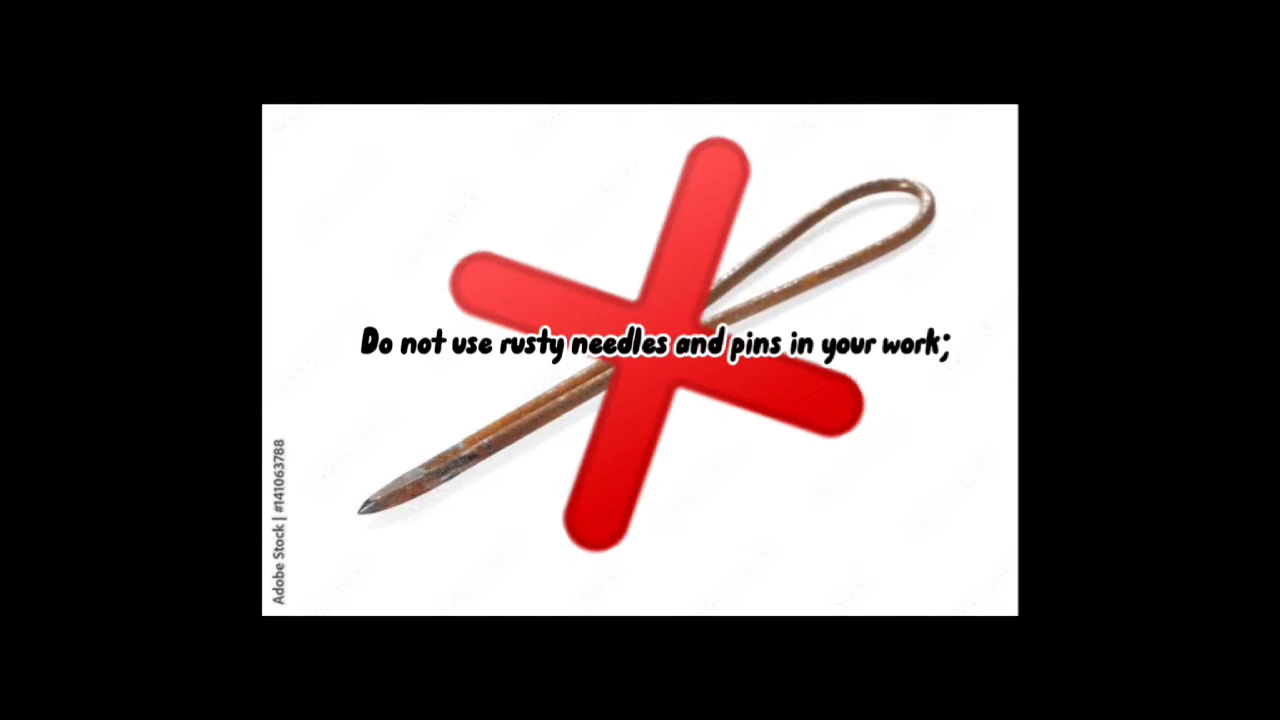 Do not use rusty needles and pins in your work;
Adobe Stock | #141063788